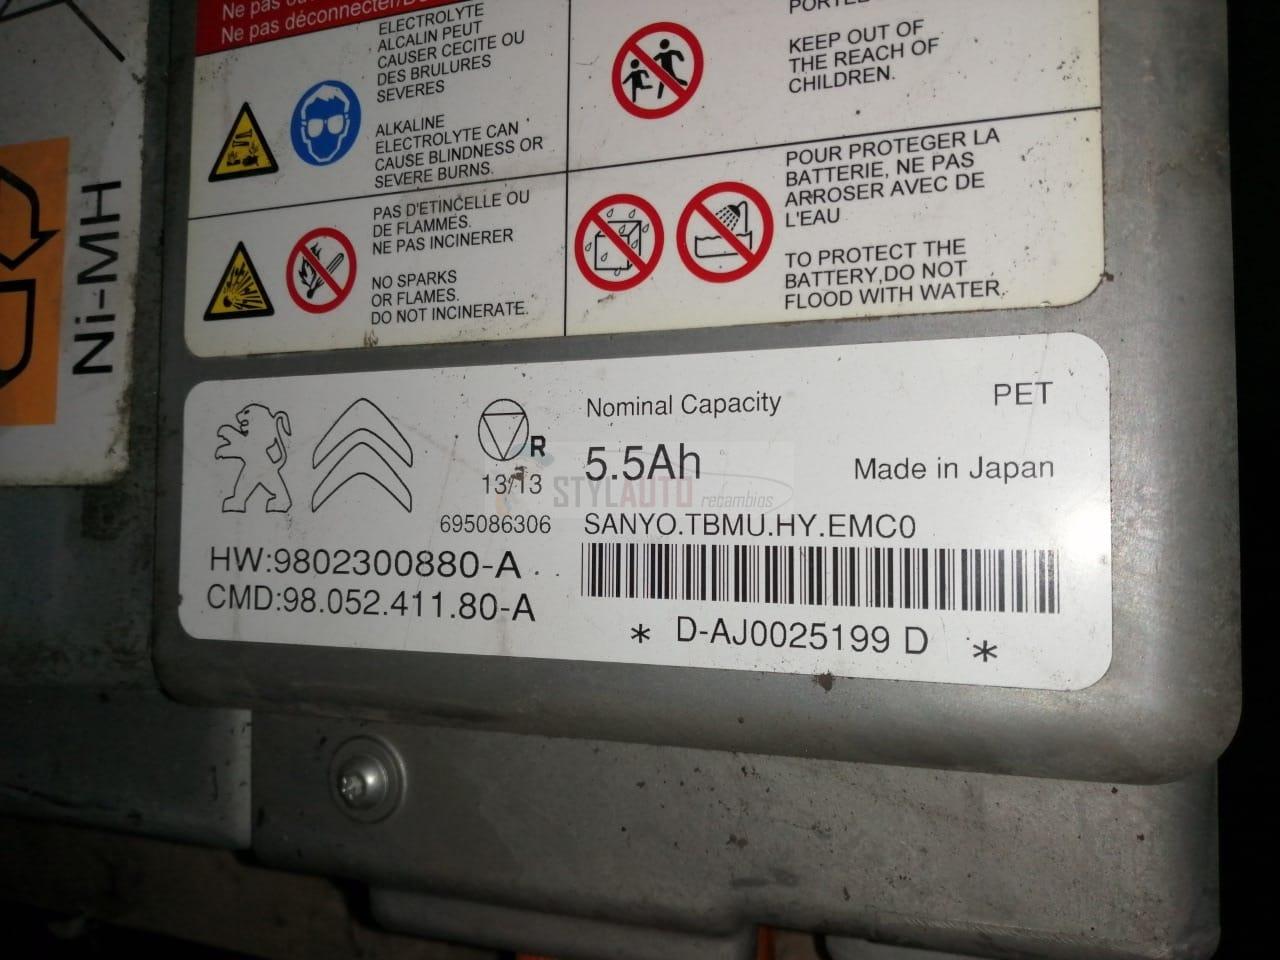 Ne pas
Ne pas déconnecter/
ELECTROLYTE
ALCALIN PEUT
CAUSER CECITE OU
DES BRULURES
SEVERES
ALKALINE
ELECTROLYTE CAN
CAUSE BLINDNESS OR
SEVERE BURNS.
KEEP OUT OF
THE REACH OF
CHILDREN.
PAS D'ETINCELLE OU
DE FLAMMES.
NE PAS INCINERER
NO SPARKS
OR FLAMES.
DO NOT INCINERATE.
POUR PROTEGER LA
BATTERIE, NE PAS
ARROSER AVEC DE
L'EAU
TO PROTECT THE
BATTERY,DO NOT
FLOOD WITH WATER.
Ni-MH
R
13/13
695086306
HW:9802300880-A
CMD:98.052.411.80-A
Nominal Capacity
PET
5.5Ah
Made in Japan
SANYO.TBMU.HY.EMC0
* D-AJ0025199 D *
STYLAUTO recambios